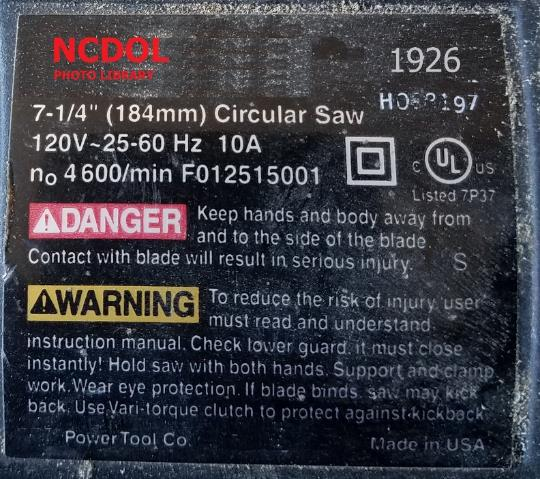 NCDOL
PHOTO LIBRARY
1926
7-1/4" (184mm) Circular Saw
120V~25-60 Hz 10A
no 4600/min F012515001
C UL US
Listed 7P37
DANGER Keep hands and body away from
and to the side of the blade.
Contact with blade will result in serious injury. S
WARNING To reduce the risk of injury user
must read and understand
instruction manual. Check lower guard. it must close
instantly! Hold saw with both hands. Support and clamp
work. Wear eye protection. If blade binds, saw may kick
back. Use Vari-torque clutch to protect against kickback
Power Tool Co. Made in USA